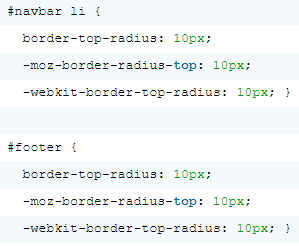 #navbar li {
border-top-radius: 10px;
-moz-border-radius-top: 10px;
-webkit-border-top-radius: 10px; }
#footer {
border-top-radius: 10px;
-moz-border-radius-top: 10px;
-webkit-border-top-radius: 10px; }